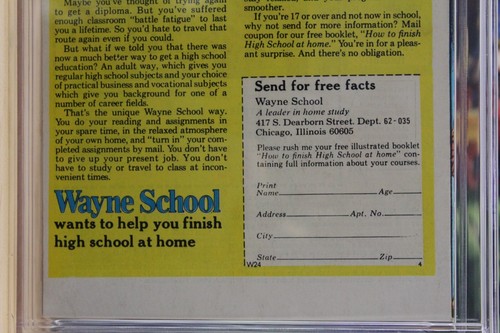 Maybe you've thought of trying again
to get a diploma. But you've suffered
enough classroom "battle fatigue" to last
you a lifetime. So you'd hate to travel that
route again even if you could.
But what if we told you that there was
now a much better way to get a high school
education? An adult way, which gives you
regular high school subjects and your choice
of practical business and vocational subjects
which give you background for one of a
number of career fields.
That's the unique Wayne School way.
You do your reading and assignments in
your spare time, in the relaxed atmosphere
of your own home, and "turn in" your com-
pleted assignments by mail. You don't have
to give up your present job. You don't
have to study or travel to class at incon-
venient times.
Wayne School
wants to help you finish
high school at home
smoother.
If you're 17 or over and not now in school,
why not send for more information? Mail
coupon for our free booklet, "How to finish
High School at home." You're in for a pleas-
ant surprise. And there's no obligation.
Send for free facts
Wayne School
A leader in home study
417 S. Dearborn Street. Dept. 62-035
Chicago, Illinois 60605
Please rush me your free illustrated booklet
"How to finish High School at home" con-
taining full information about your courses.
Print
Name Age
Address Apt. No.
City
State Zip
W24 4